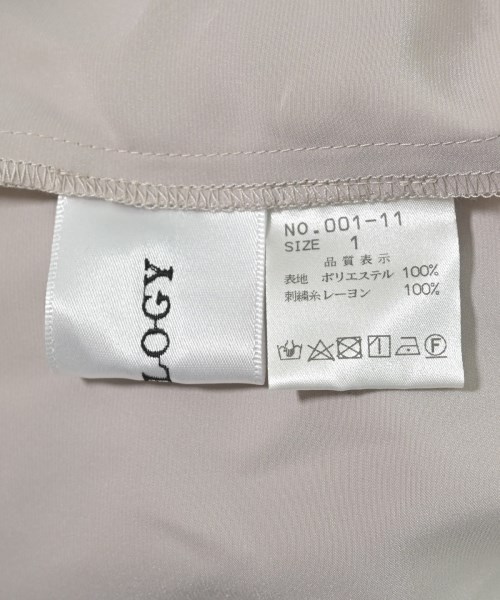 LOGY
NO.001-11
SIZE 1
品質表示
表地 ポリエステル 100%
刺繍糸レーヨン 100%
F